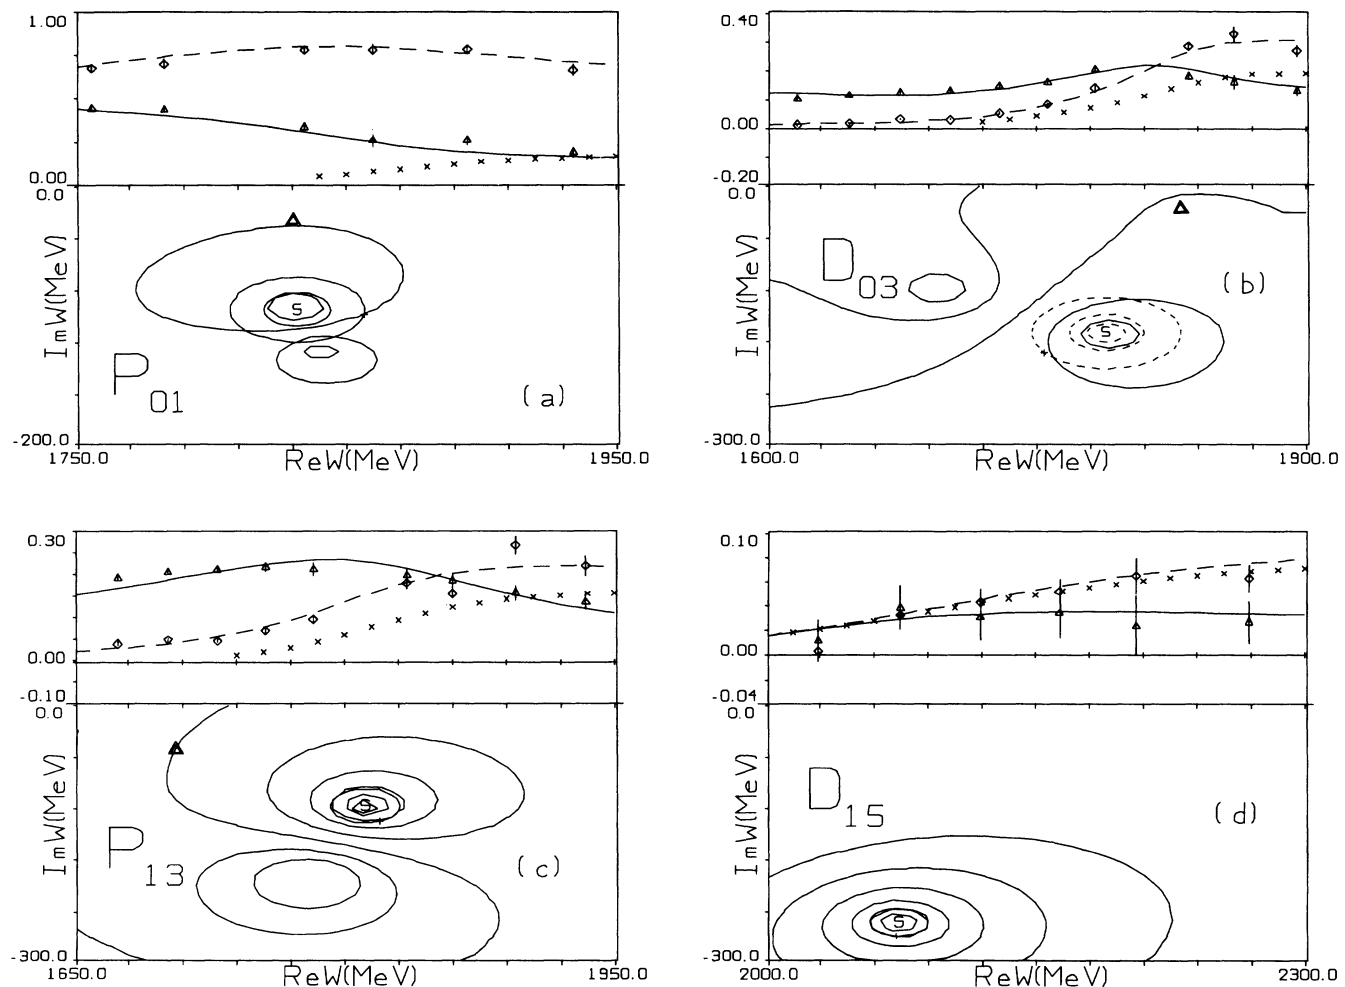 1.00
0.00
0.0
ImW(MeV)
S
P01
(a)
-200.0
1750.0
ReW(MeV)
1950.0
0.40
0.00
-0.20
0.0
ImW(MeV)
D03
(b)
S
-300.0
1600.0
ReW(MeV)
1900.0
0.30
0.00
-0.10
0.0
ImW(MeV)
S
P13
(c)
-300.0
1650.0
ReW(MeV)
1950.0
0.10
0.00
-0.04
0.0
ImW(MeV)
D15
(d)
S
-300.0
2000.0
ReW(MeV)
2300.0